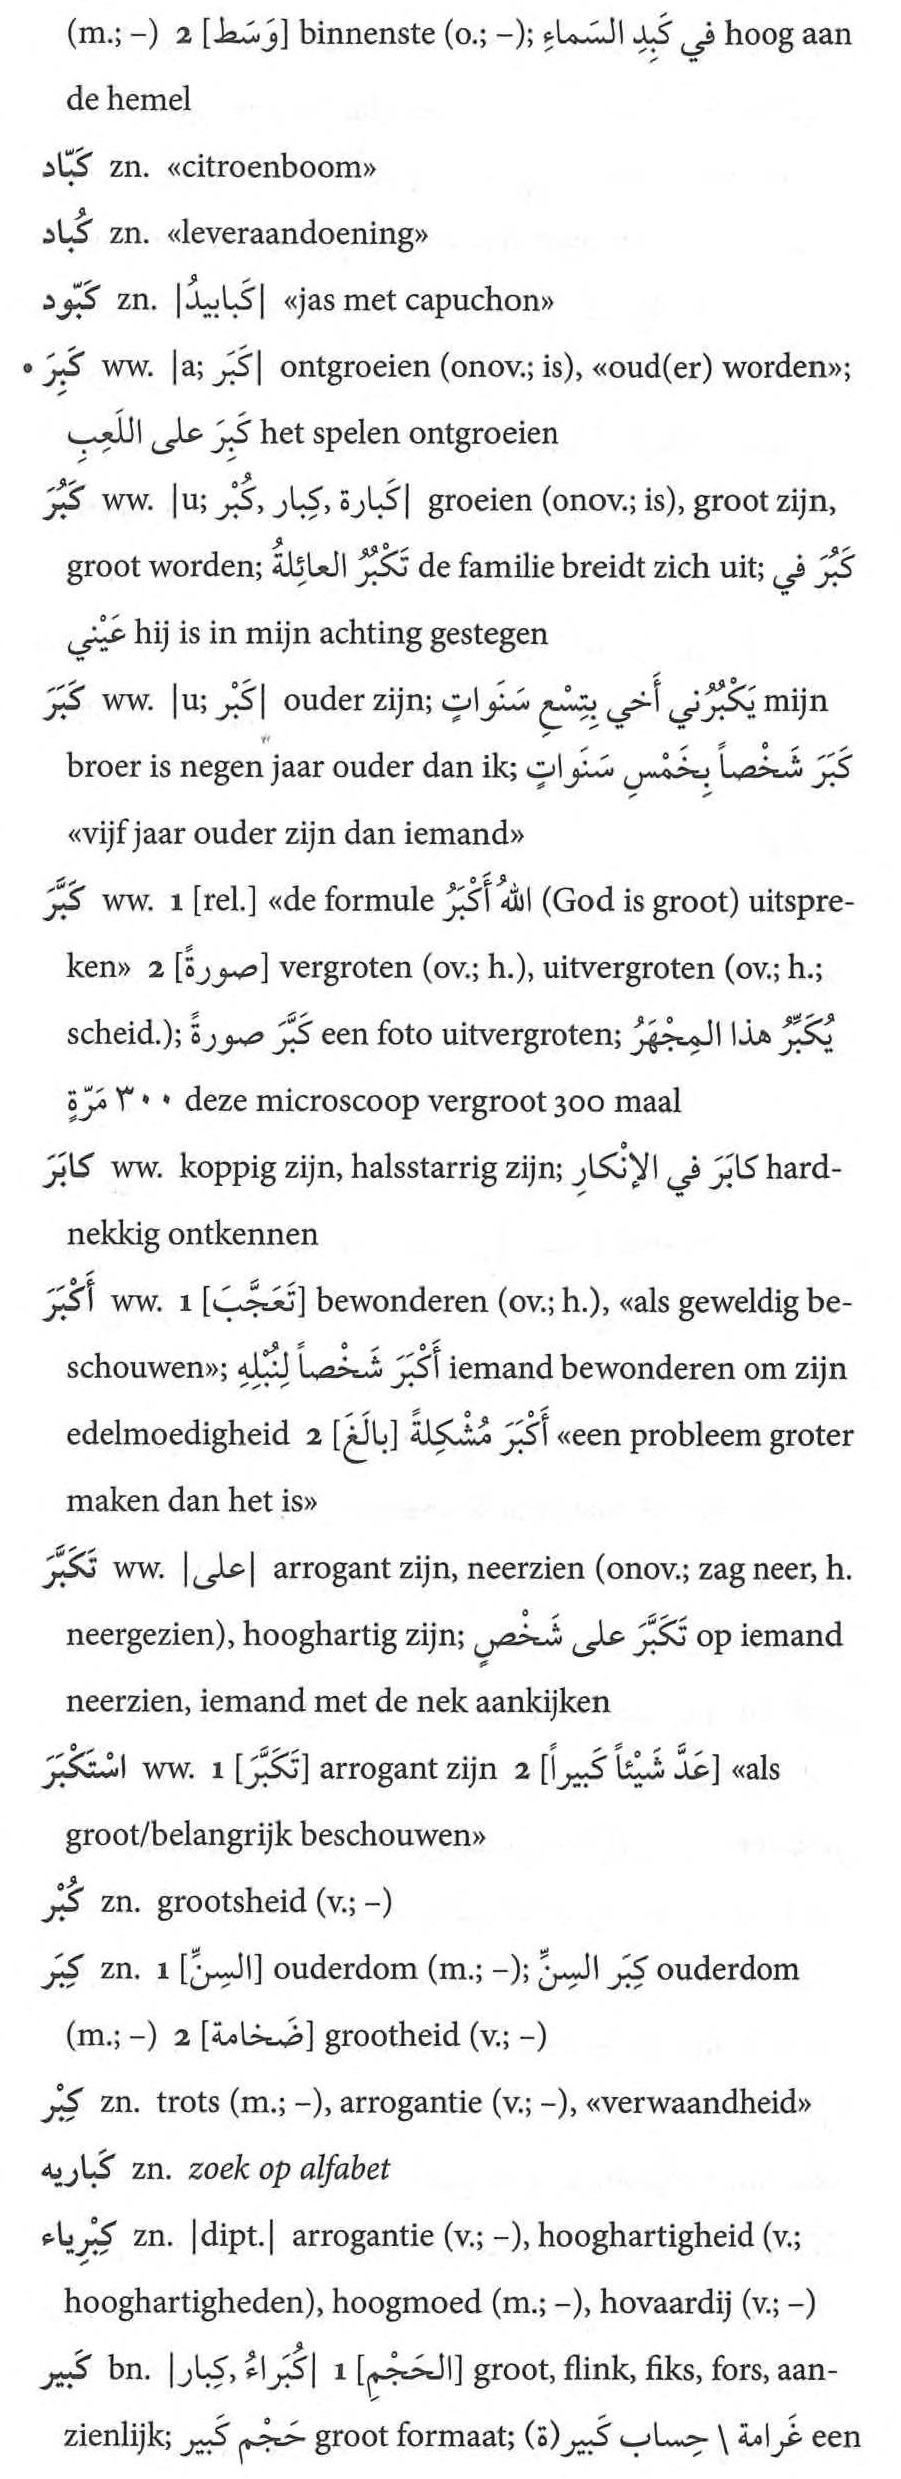 (m.; –) 2 [وَسَط] binnenste (o.; –); في كَبِدِ السَماءِ hoog aan
de hemel
كَبّاد zn. «citroenboom»
كُباد zn. «leveraandoening»
كَبّود zn. |كَبابيدُ| «jas met capuchon»
• كَبِرَ ww. |a; كَبَر| ontgroeien (onov.; is), «oud(er) worden»;
كَبِرَ على اللَعِبِ het spelen ontgroeien
كَبُرَ ww. |u; كُبْر, كِبار, كَبارة| groeien (onov.; is), groot zijn,
groot worden; تَكْبُرُ العائِلةُ de familie breidt zich uit; كَبُرَ في
عَيْني hij is in mijn achting gestegen
كَبَرَ ww. |u; كَبْر| ouder zijn; يَكْبُرُني أَخي بِتِسْعِ سَنَواتٍ mijn
broer is negen jaar ouder dan ik; كَبَرَ شَخْصاً بِخَمْسِ سَنَواتٍ
«vijf jaar ouder zijn dan iemand»
كَبَّرَ ww. 1 [rel.] «de formule اللهُ أَكْبَرُ (God is groot) uitspre-
ken» 2 [صورةً] vergroten (ov.; h.), uitvergroten (ov.; h.;
scheid.); كَبَّرَ صورةً een foto uitvergroten; يُكَبِّرُ هذا المِجْهَرُ
٣٠٠ مَرّةٍ deze microscoop vergroot 300 maal
كابَرَ ww. koppig zijn, halsstarrig zijn; كابَرَ في الإنْكارِ hard-
nekkig ontkennen
أَكْبَرَ ww. 1 [تَعَجَّبَ] bewonderen (ov.; h.), «als geweldig be-
schouwen»; أَكْبَرَ شَخْصاً لِنُبْلِهِ iemand bewonderen om zijn
edelmoedigheid 2 [بالَغَ] أَكْبَرَ مُشْكِلةً «een probleem groter
maken dan het is»
تَكَبَّرَ ww. |على| arrogant zijn, neerzien (onov.; zag neer, h.
neergezien), hooghartig zijn; تَكَبَّرَ على شَخْصٍ op iemand
neerzien, iemand met de nek aankijken
اسْتَكْبَرَ ww. 1 [تَكَبَّرَ] arrogant zijn 2 [عَدَّ شَيْئاً كَبيراً] «als
groot/belangrijk beschouwen»
كُبْر zn. grootsheid (v.; –)
كِبَر zn. 1 [السِنِّ] ouderdom (m.; –); كِبَر السِنِّ ouderdom
(m.; –) 2 [ضَخامة] grootheid (v.; –)
كِبْر zn. trots (m.; –), arrogantie (v.; –), «verwaandheid»
كَباريه zn. zoek op alfabet
كِبْرِياء zn. |dipt.| arrogantie (v.; –), hooghartigheid (v.;
hooghartigheden), hoogmoed (m.; –), hovaardij (v.; –)
كَبير bn. |كُبَراءُ, كِبار| 1 [الحَجْمِ] groot, flink, fiks, fors, aan-
zienlijk; حَجْم كَبير groot formaat; غَرامة \ حِساب كَبير(ة) een